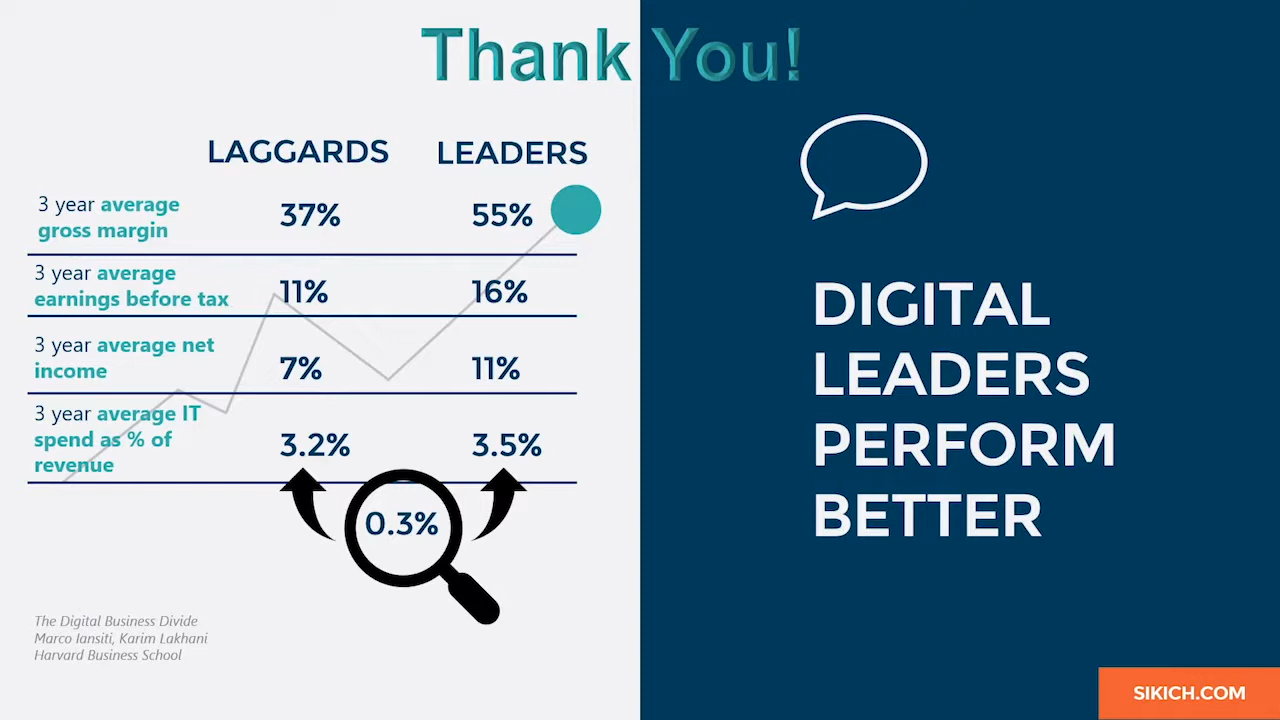 Thank You!
LAGGARDS LEADERS
3 year average
gross margin
37% 55%
3 year average
earnings before tax
11% 16%
3 year average net
income
7% 11%
3 year average IT
spend as % of
revenue
3.2% 3.5%
0.3%
The Digital Business Divide
Marco Iansiti, Karim Lakhani
Harvard Business School
DIGITAL
LEADERS
PERFORM
BETTER
SIKICH.COM